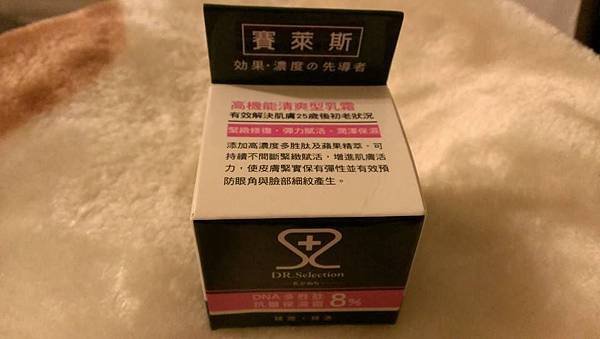 賽萊斯
効果‧濃度の先導者
高機能清爽型乳霜
有效解決肌膚25歲後初老狀況
緊緻修復‧彈力賦活‧潤澤保濕
添加高濃度多胜肽及蘋果精萃,可
持續不間斷緊緻賦活,增進肌膚活
力,使皮膚緊實保有彈性並有效預
防眼角與臉部細紋產生。
DR.Selection
DNA多胜肽
抗皺保濕霜 8%